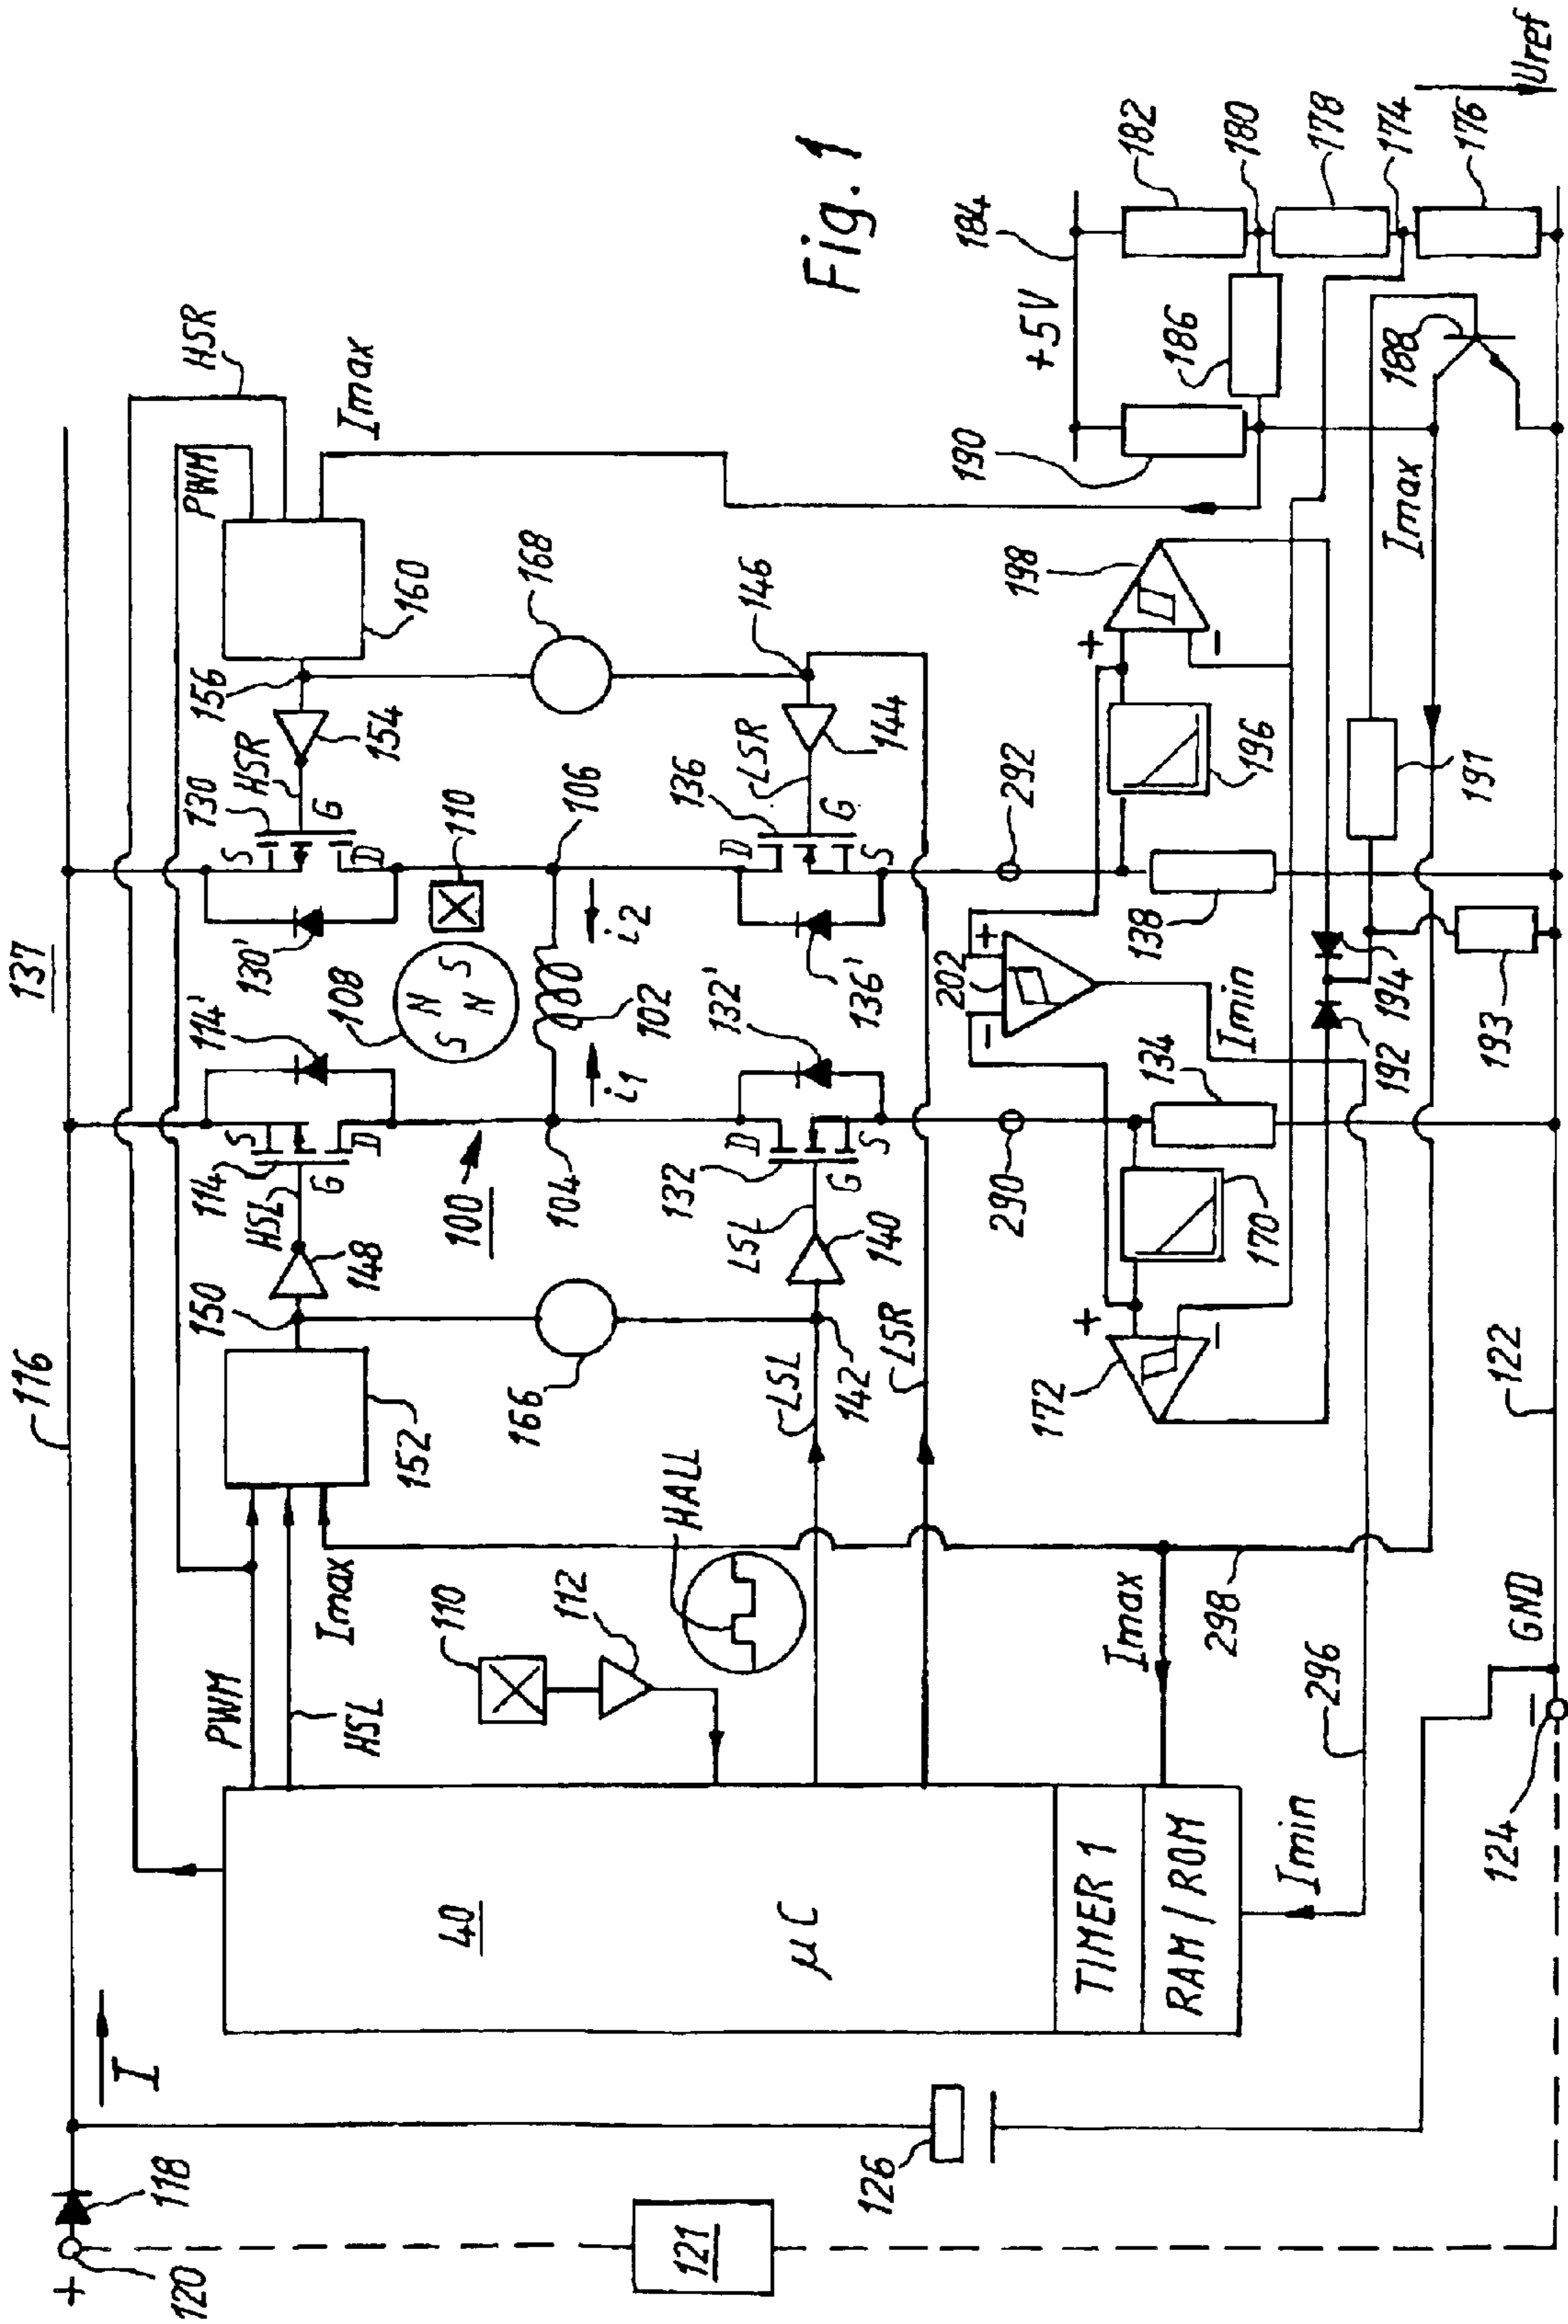 137
116
I
+
120
118
121
126
124
GND
122
40
µC
TIMER 1
RAM / ROM
PWM
HSL
Imax
110
112
HALL
LSL
LSR
Imax
298
Imin
296
152
150
148
HSL
114
S
G
D
114'
100
104
i1
102
i2
106
108
S
N
N
S
110
130'
130
S
G
D
HSR
154
156
160
PWM
HSR
Imax
168
166
142
140
LSL
132
D
G
S
132'
136'
D
G
S
136
LSR
144
146
290
292
172
+
-
170
134
Imin
202
-
+
138
196
198
+
-
192
194'
193
191
Imax
188
190
186
+5V
184
182
180
178
174
176
Uref
Fig. 1